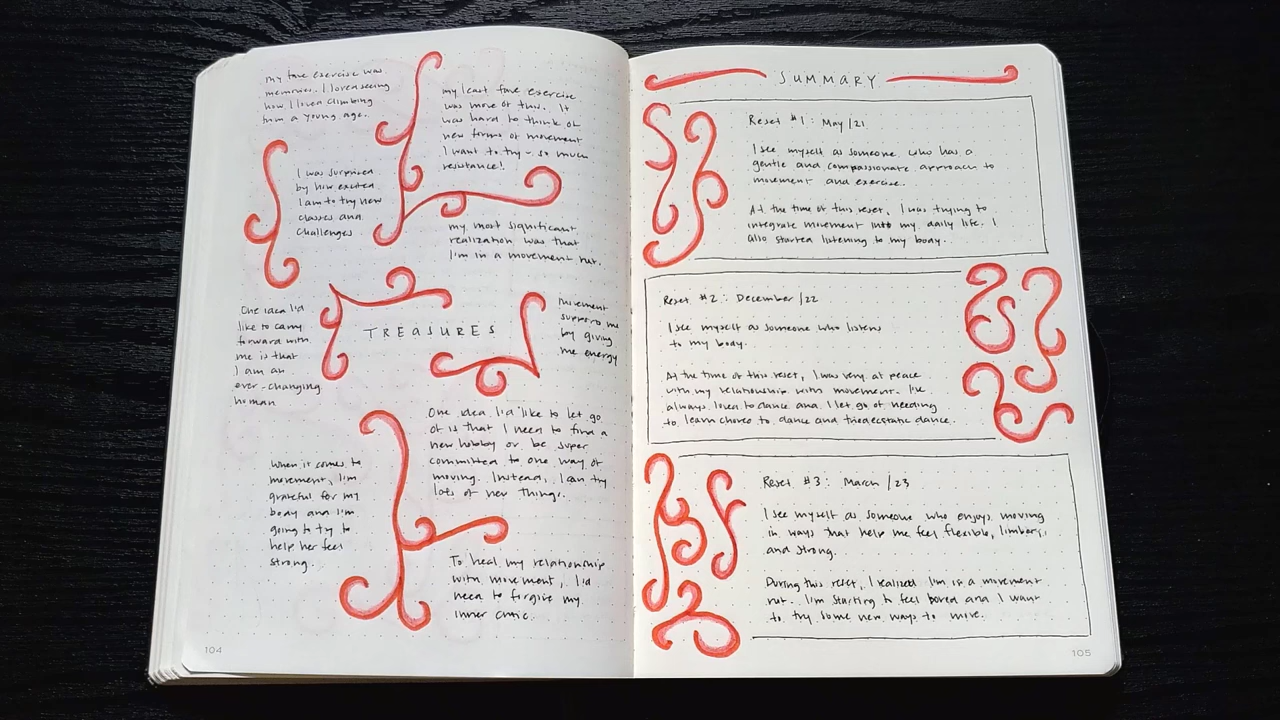 my fave exercise was
memories. I loved seeing
how I loved climbing
from a young age.
my least fave exercise
was move of this. It
was hard to think of
new forms of movement
I want to try - so much
resistance!
I was surprised
by how excited
I am to try new
classes and
challenges
my most significant
realization was that
I'm in a movement rut.
One idea I'd
like to carry
forward with
me is that
I am an
ever-changing
human.
TREASURES
movement
supports me
by giving
me energy
One idea I'd like to let go
of is that I need to find a
new hobby or be super
committed to one way of
moving. Instead, I can try
lots of new things.
When it comes to
movement, I'm
grateful for my
body and I'm
going to try to
help her feel
strong
To heal my relationship
with movement, I'd
need to forgive my
inner critic.
104
SUMMARY
Reset #1: May/21
I see myself as someone who has a
gentle and compassionate approach to
movement and exercise.
At the time of this reset, I was trying to
integrate movement into my daily life. I
also started listening to my body.
Reset #2: December/22
I see myself as someone who listens
to my body.
At the time of this reset, I was very at peace
with my relationship with movement. I've
always loved to dance and I let go of needing
to learn choreo to dance and did ecstatic dance.
Reset #3: March/23
I see myself as someone who enjoys moving
in ways that help me feel flexible, limber,
and strong.
During this reset, I realized I'm in a movement
rut - I'm starting to feel bored and I want
to try some new ways to move.
105